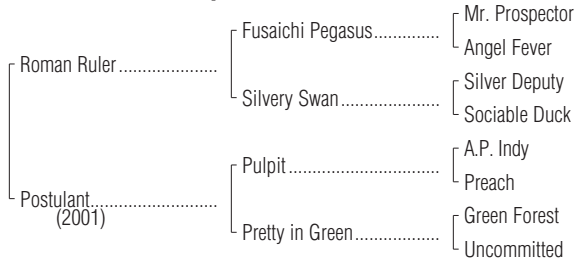 Mr. Prospector
Fusaichi Pegasus..............
Angel Fever
Roman Ruler.....................
Silver Deputy
Silvery Swan.....................
Sociable Duck
A.P. Indy
Pulpit................................
Preach
Postulant...........................
(2001)
Green Forest
Pretty in Green..................
Uncommitted